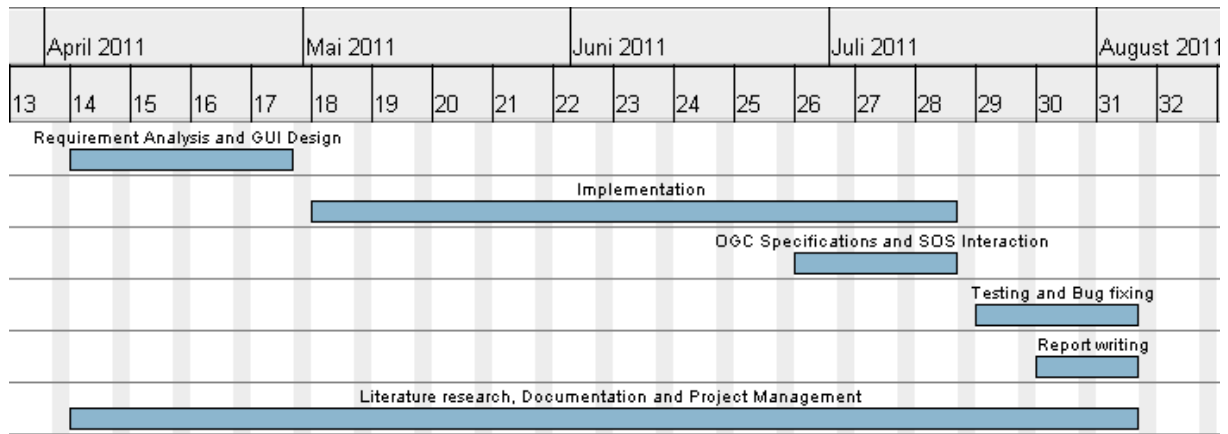 April 2011 Mai 2011 Juni 2011 Juli 2011 August 2011
13 14 15 16 17 18 19 20 21 22 23 24 25 26 27 28 29 30 31 32
Requirement Analysis and GUI Design
Implementation
OGC Specifications and SOS Interaction
Testing and Bug fixing
Report writing
Literature research, Documentation and Project Management